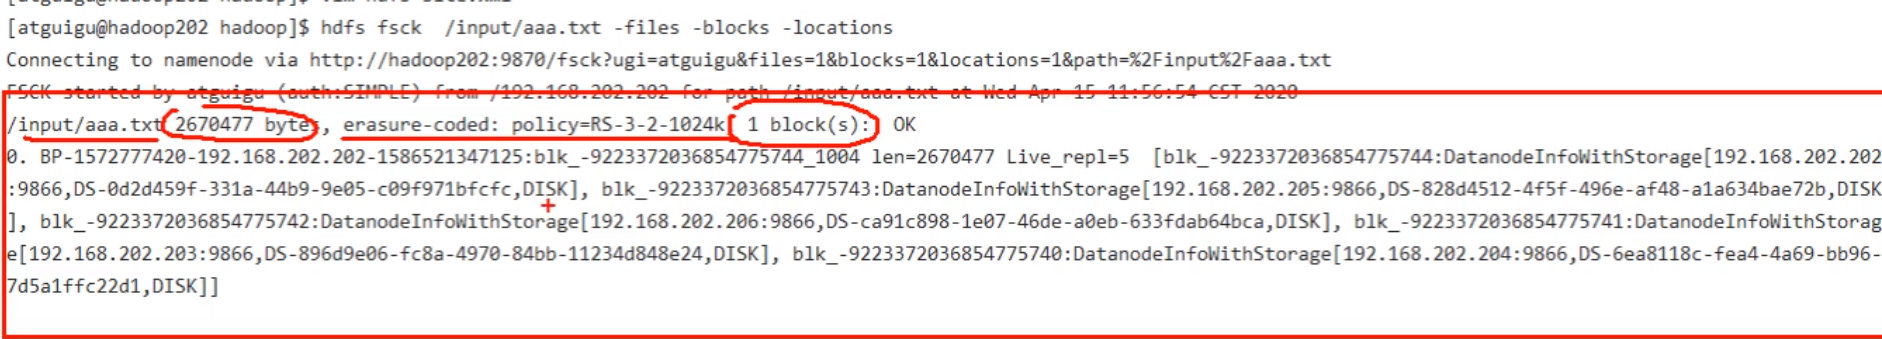 [atguigu@hadoop202 hadoop]$ hdfs fsck  /input/aaa.txt -files -blocks -locations
Connecting to namenode via http://hadoop202:9870/fsck?ugi=atguigu&files=1&blocks=1&locations=1&path=%2Finput%2Faaa.txt
FSCK started by atguigu (auth:SIMPLE) from /192.168.202.202 for path /input/aaa.txt at Wed Apr 15 11:56:54 CST 2020
/input/aaa.txt 2670477 bytes, erasure-coded: policy=RS-3-2-1024k, 1 block(s):  OK
0. BP-1572777420-192.168.202.202-1586521347125:blk_-9223372036854775744_1004 len=2670477 Live_repl=5  [blk_-9223372036854775744:DatanodeInfoWithStorage[192.168.202.202
:9866,DS-0d2d459f-331a-44b9-9e05-c09f971bfcfc,DISK], blk_-9223372036854775743:DatanodeInfoWithStorage[192.168.202.205:9866,DS-828d4512-4f5f-496e-af48-a1a634bae72b,DISK
], blk_-9223372036854775742:DatanodeInfoWithStorage[192.168.202.206:9866,DS-ca91c898-1e07-46de-a0eb-633fdab64bca,DISK], blk_-9223372036854775741:DatanodeInfoWithStorag
e[192.168.202.203:9866,DS-896d9e06-fc8a-4970-84bb-11234d848e24,DISK], blk_-9223372036854775740:DatanodeInfoWithStorage[192.168.202.204:9866,DS-6ea8118c-fea4-4a69-bb96-
7d5a1ffc22d1,DISK]]